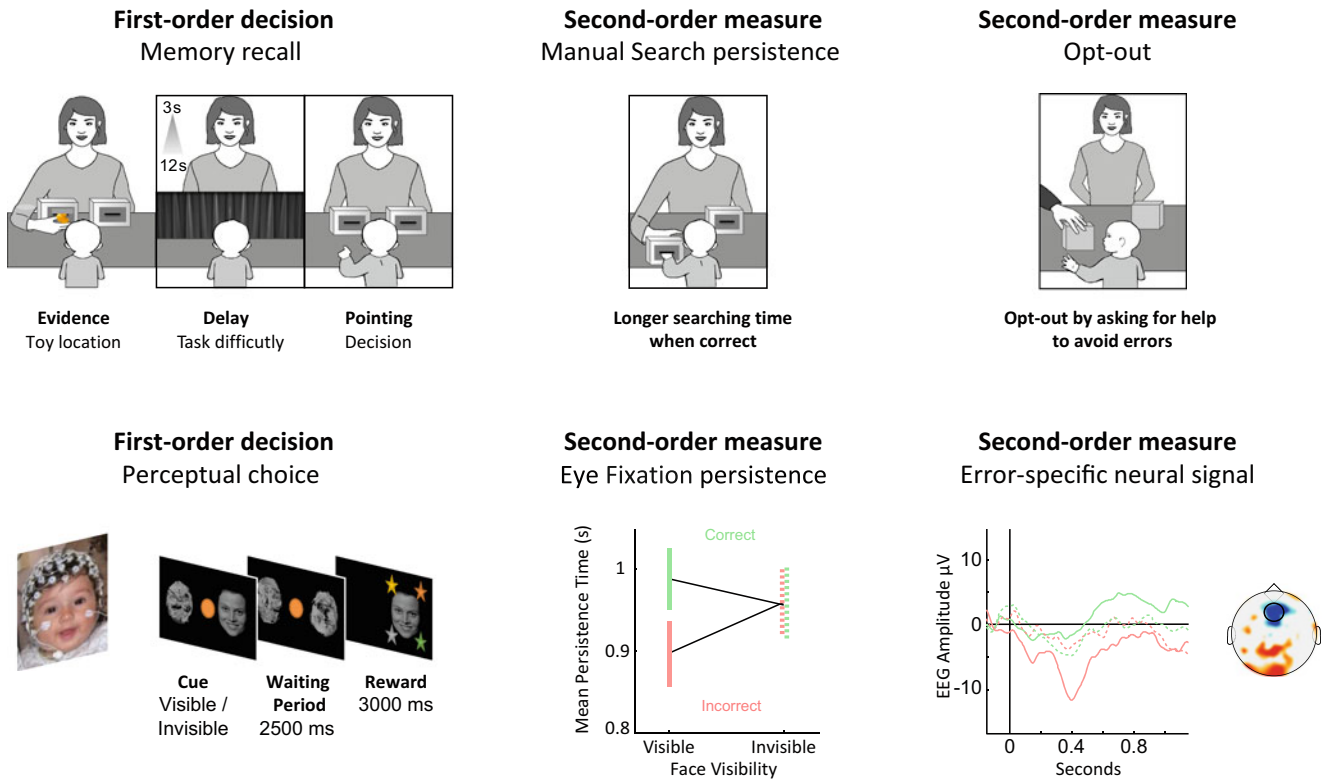 First-order decision
Memory recall
Second-order measure
Manual Search persistence
Second-order measure
Opt-out
3s
12s
Evidence
Toy location
Delay
Task difficutly
Pointing
Decision
Longer searching time
when correct
Opt-out by asking for help
to avoid errors
First-order decision
Perceptual choice
Second-order measure
Eye Fixation persistence
Second-order measure
Error-specific neural signal
Cue
Visible /
Invisible
Waiting
Period
2500 ms
Reward
3000 ms
Mean Persistence Time (s)
1
0.9
0.8
Correct
Incorrect
Visible
Invisible
Face Visibility
EEG Amplitude µV
10
0
-10
0
0.4
0.8
Seconds